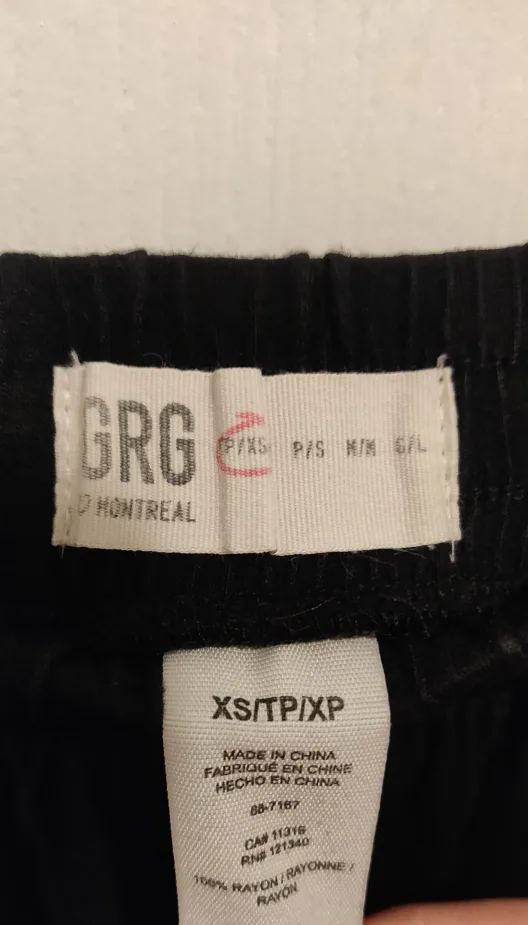 GRG
MONTREAL
P/XS P/S M/M G/L
XS/TP/XP
MADE IN CHINA
FABRIQUÉ EN CHINE
HECHO EN CHINA
88-7167
CA# 11316
RN# 121340
100% RAYON / RAYONNE /
RAYON